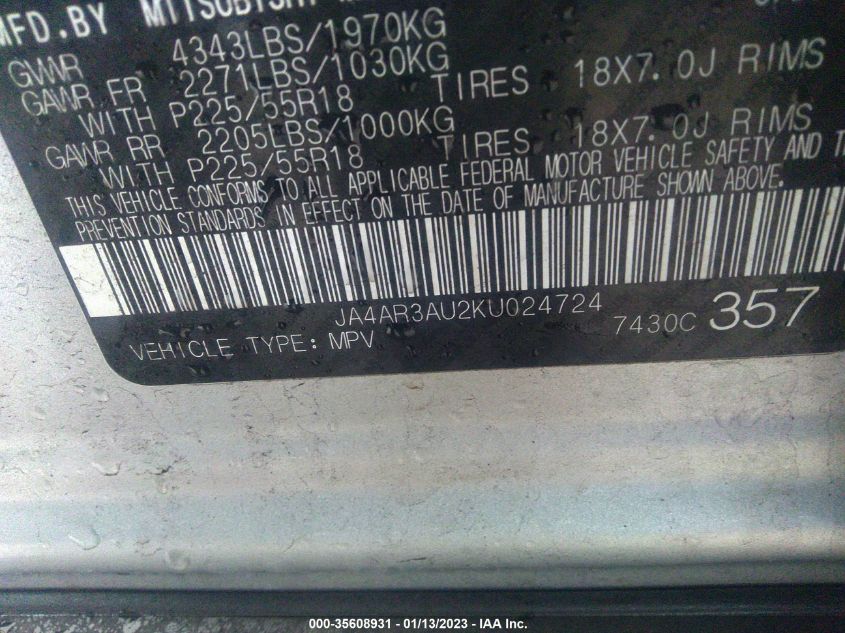 MFD.BY MITSUBISHI
GVWR 4343LBS/1970KG
GAWR FR 2271LBS/1030KG
WITH P225/55R18 TIRES 18X7.0J RIMS
GAWR RR 2205LBS/1000KG
WITH P225/55R18 TIRES 18X7.0J RIMS
THIS VEHICLE CONFORMS TO ALL APPLICABLE FEDERAL MOTOR VEHICLE SAFETY AND
PREVENTION STANDARDS IN EFFECT ON THE DATE OF MANUFACTURE SHOWN ABOVE.
JA4AR3AU2KU024724
VEHICLE TYPE: MPV 7430C 357
000-35608931 - 01/13/2023 - IAA Inc.